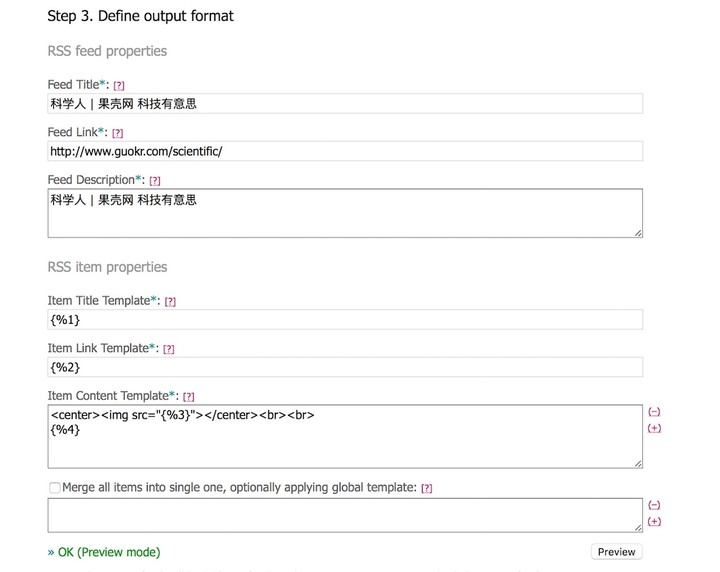 Step 3. Define output format
RSS feed properties
Feed Title*: [?]
科学人 | 果壳网 科技有意思
Feed Link*: [?]
http://www.guokr.com/scientific/
Feed Description*: [?]
科学人 | 果壳网 科技有意思
RSS item properties
Item Title Template*: [?]
{%1}
Item Link Template*: [?]
{%2}
Item Content Template*: [?]
<center><img src="{%3}"></center><br><br>
(−)
{%4}
(+)
Merge all items into single one, optionally applying global template: [?]
(−)
(+)
» OK (Preview mode)
Preview